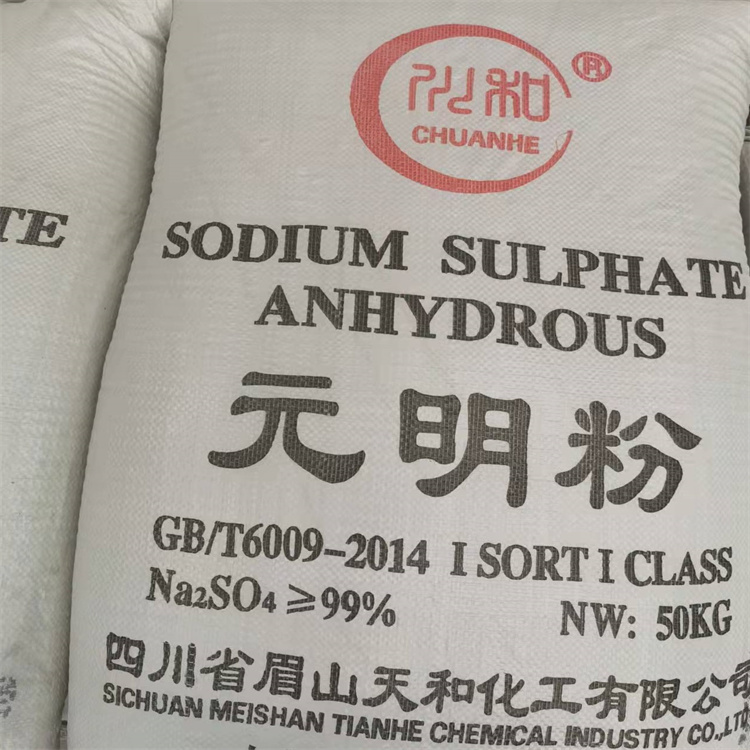 川和
®
CHUANHE
TE
SODIUM SULPHATE
ANHYDROUS
元明粉
GB/T6009-2014 I SORT I CLASS
Na₂SO₄ ≥99%
NW: 50KG
四川省眉山天和化工有限公司
SICHUAN MEISHAN TIANHE CHEMICAL INDUSTRY CO.,LTD